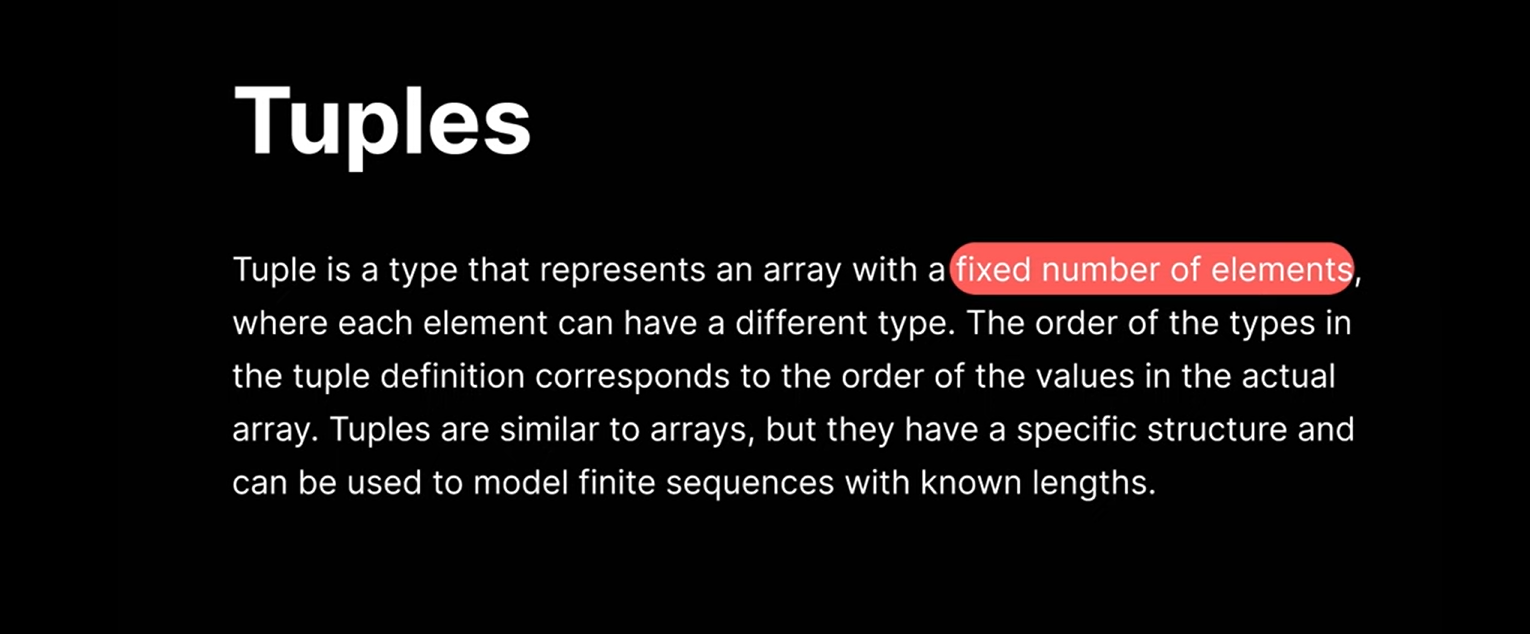 Tuples
Tuple is a type that represents an array with a fixed number of elements,
where each element can have a different type. The order of the types in
the tuple definition corresponds to the order of the values in the actual
array. Tuples are similar to arrays, but they have a specific structure and
can be used to model finite sequences with known lengths.